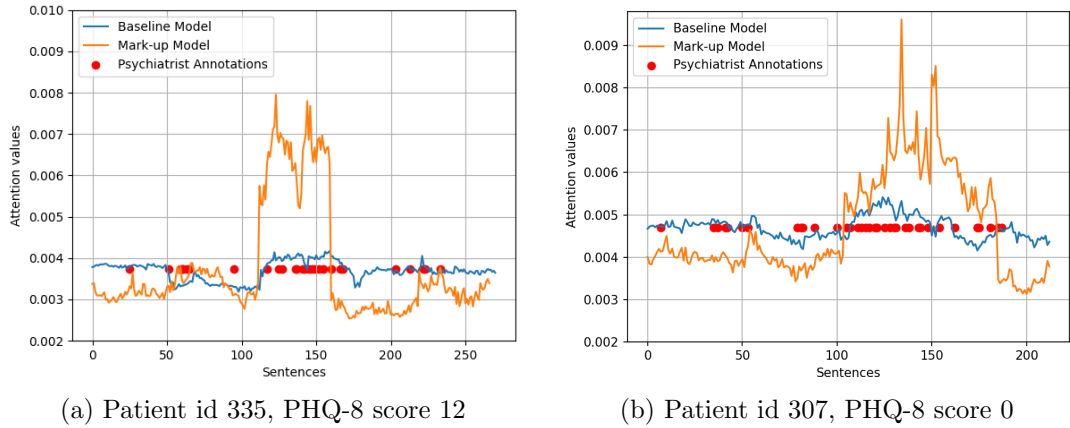 0.010
0.009
0.008
0.007
0.006
0.005
0.004
0.003
0.002
Attention values
Baseline Model
Mark-up Model
Psychiatrist Annotations
0 50 100 150 200 250
Sentences
(a) Patient id 335, PHQ-8 score 12
0.009
0.008
0.007
0.006
0.005
0.004
0.003
0.002
Attention values
Baseline Model
Mark-up Model
Psychiatrist Annotations
0 50 100 150 200
Sentences
(b) Patient id 307, PHQ-8 score 0